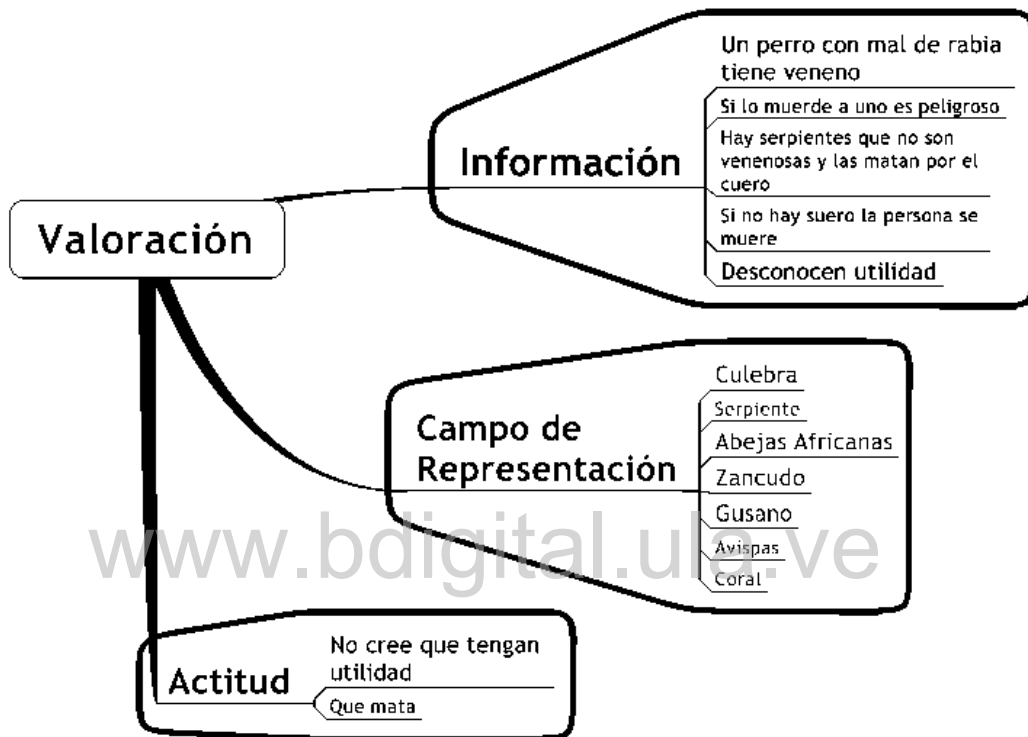 Un perro con mal de rabia
tiene veneno
Si lo muerde a uno es peligroso
Hay serpientes que no son
venenosas y las matan por el
cuero
Información
Si no hay suero la persona se
muere
Desconocen utilidad
Valoración
Culebra
Serpiente
Abejas Africanas
Campo de
Representación
Zancudo
Gusano
Avispas
Coral
www.bdigital.ula.ve
No cree que tengan
utilidad
Actitud
Que mata